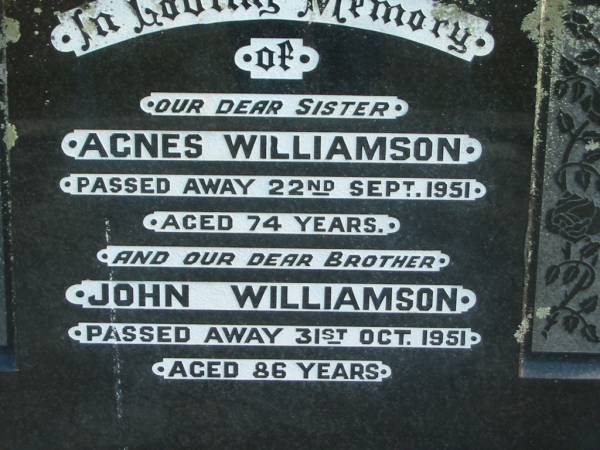 In Loving Memory
of
OUR DEAR SISTER
AGNES WILLIAMSON
PASSED AWAY 22ND SEPT. 1951
AGED 74 YEARS.
AND OUR DEAR BROTHER
JOHN WILLIAMSON
PASSED AWAY 31ST OCT. 1951
AGED 86 YEARS